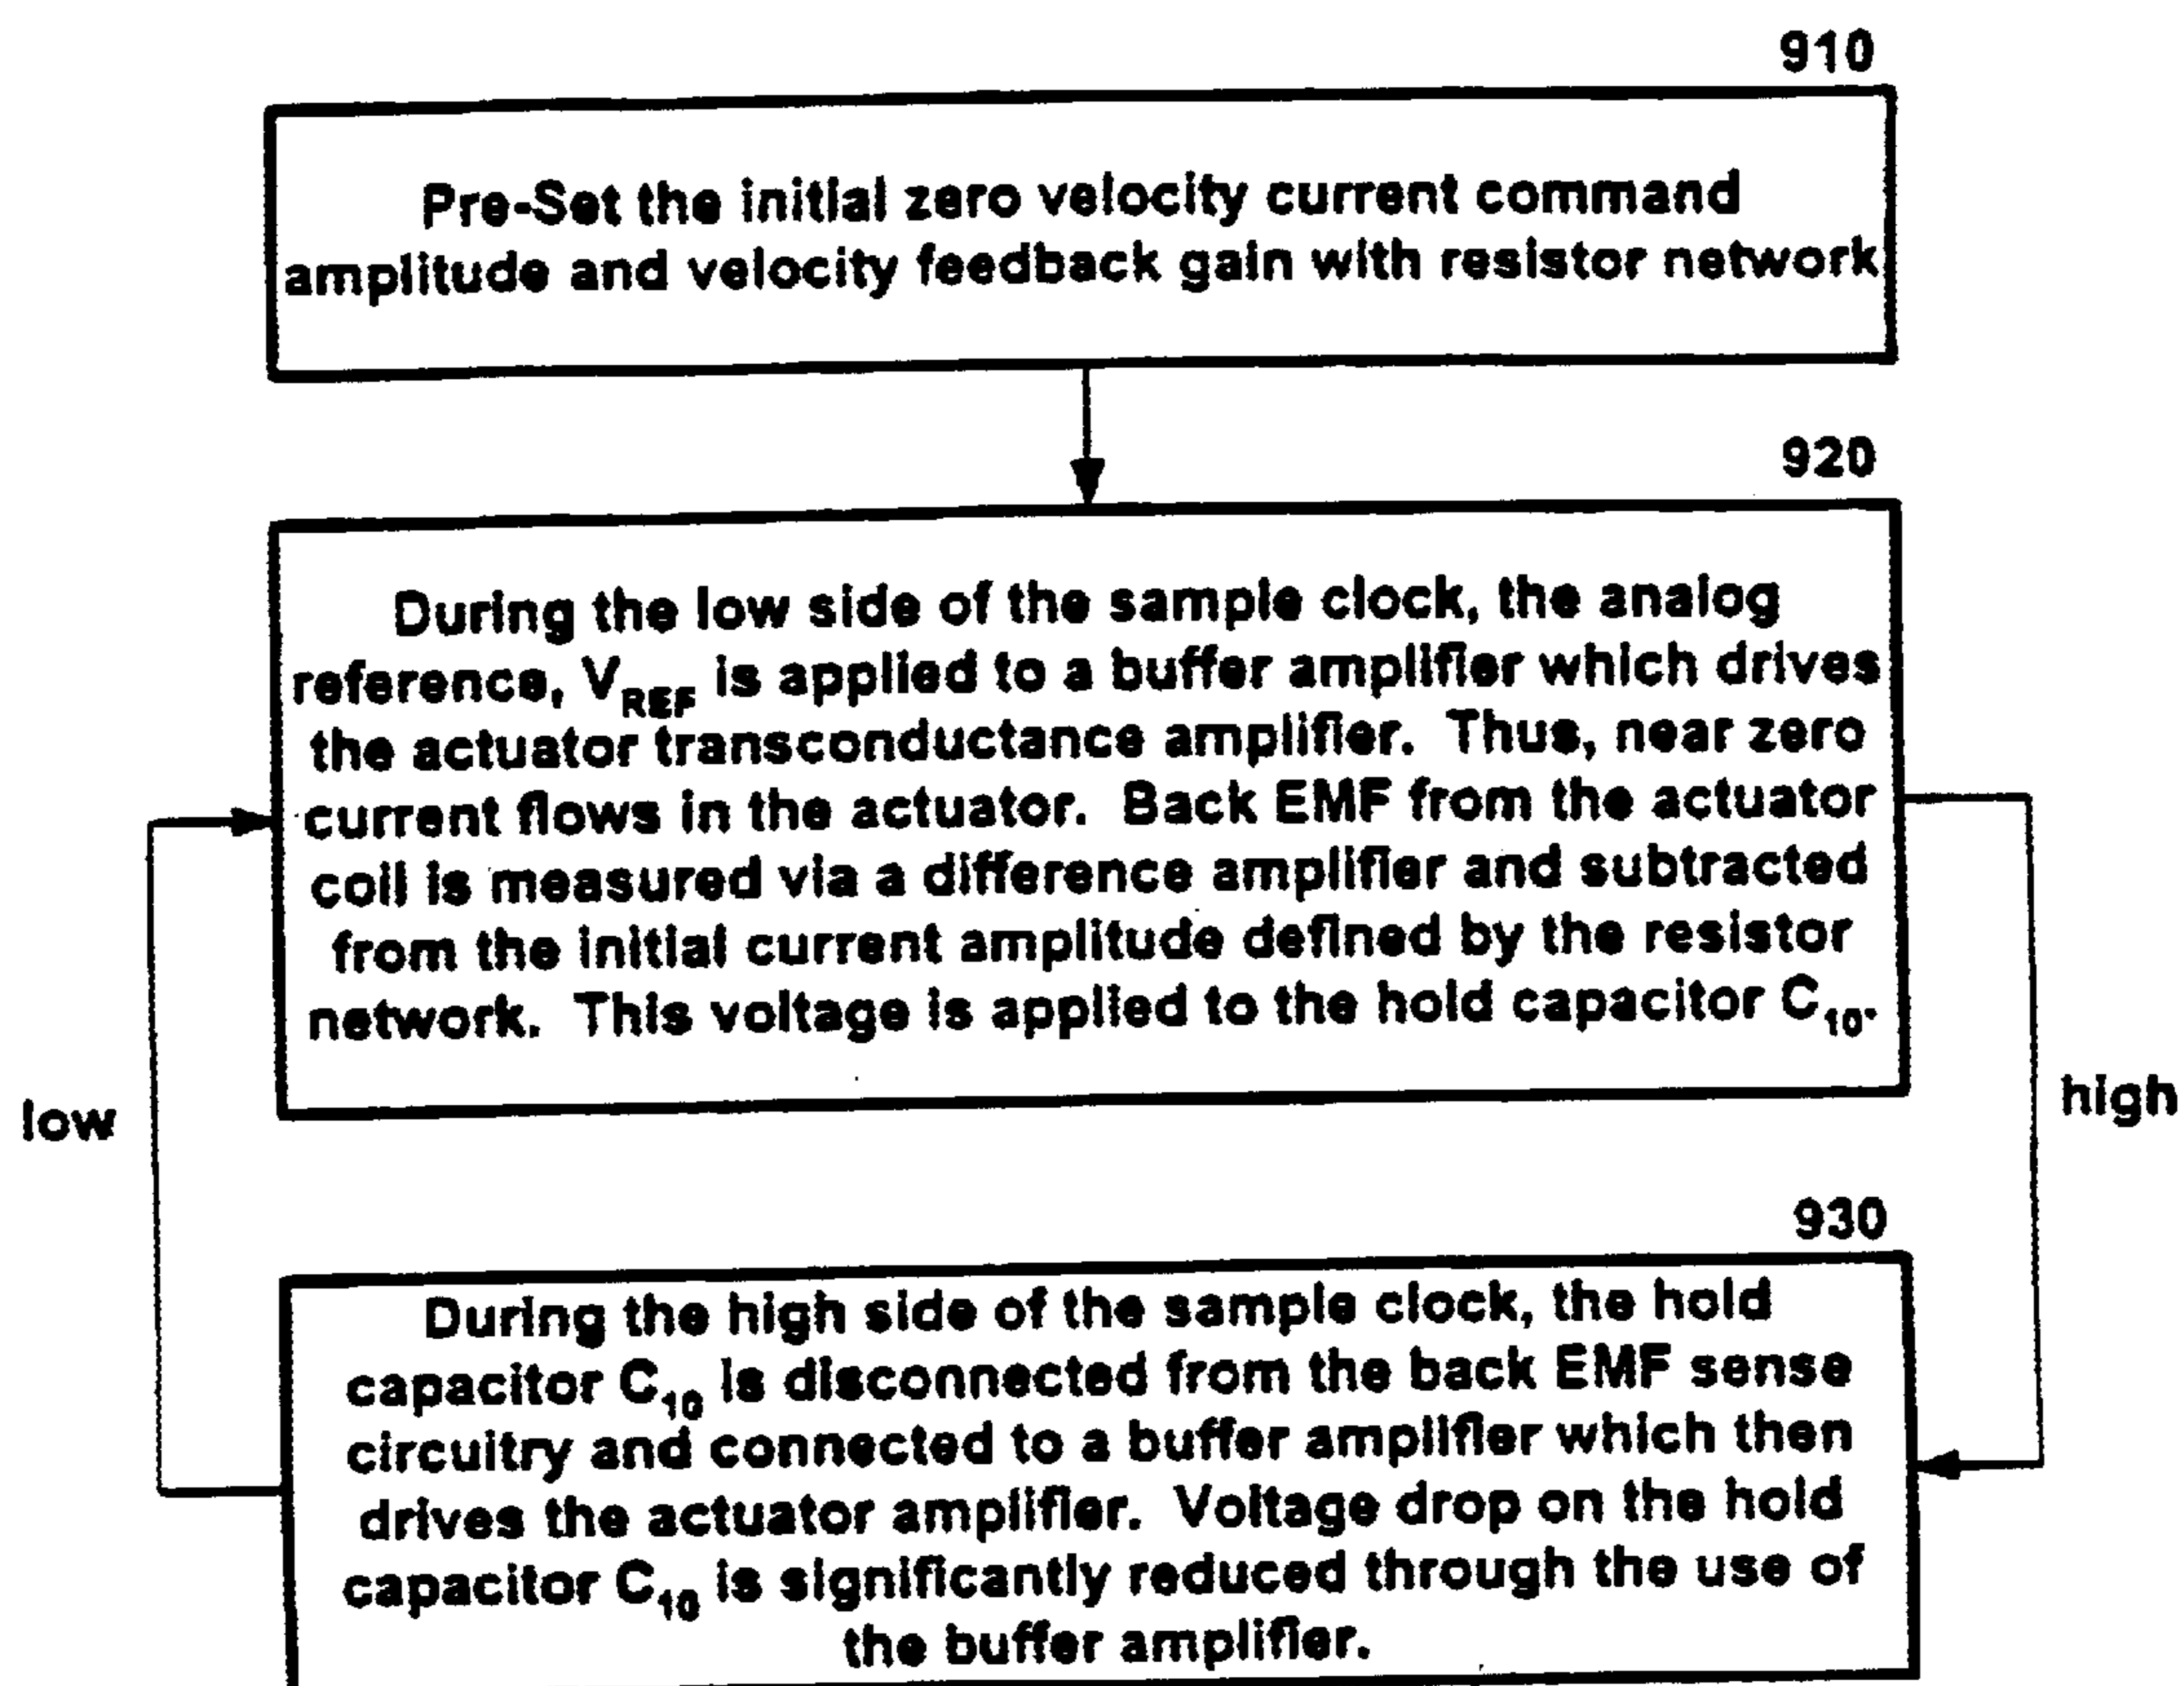 910
Pre-Set the initial zero velocity current command
amplitude and velocity feedback gain with resistor network
920
During the low side of the sample clock, the analog
reference, V_REF is applied to a buffer amplifier which drives
the actuator transconductance amplifier. Thus, near zero
current flows in the actuator. Back EMF from the actuator
coil is measured via a difference amplifier and subtracted
from the initial current amplitude defined by the resistor
network. This voltage is applied to the hold capacitor C₁₀.
low
high
930
During the high side of the sample clock, the hold
capacitor C₁₀ is disconnected from the back EMF sense
circuitry and connected to a buffer amplifier which then
drives the actuator amplifier. Voltage drop on the hold
capacitor C₁₀ is significantly reduced through the use of
the buffer amplifier.